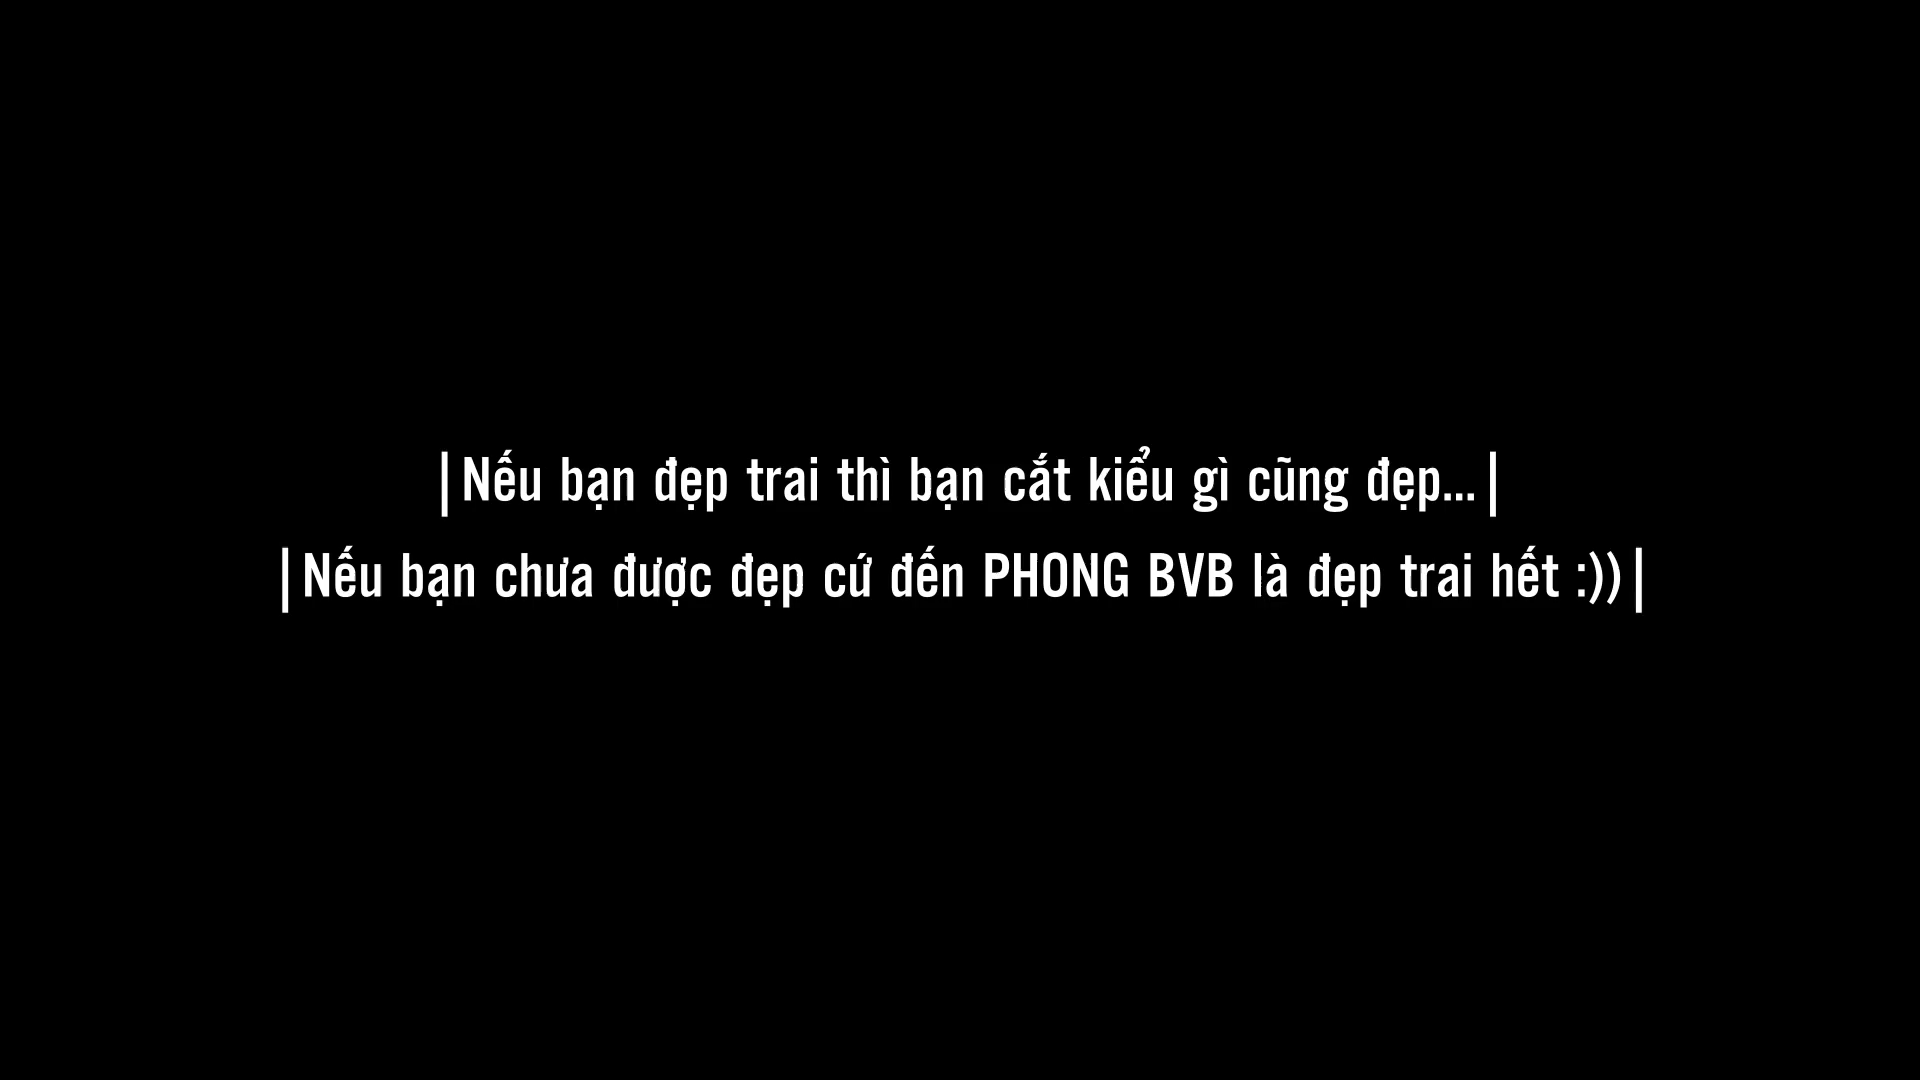 |Nếu bạn đẹp trai thì bạn cắt kiểu gì cũng đẹp...|
|Nếu bạn chưa được đẹp cứ đến PHONG BVB là đẹp trai hết :))|